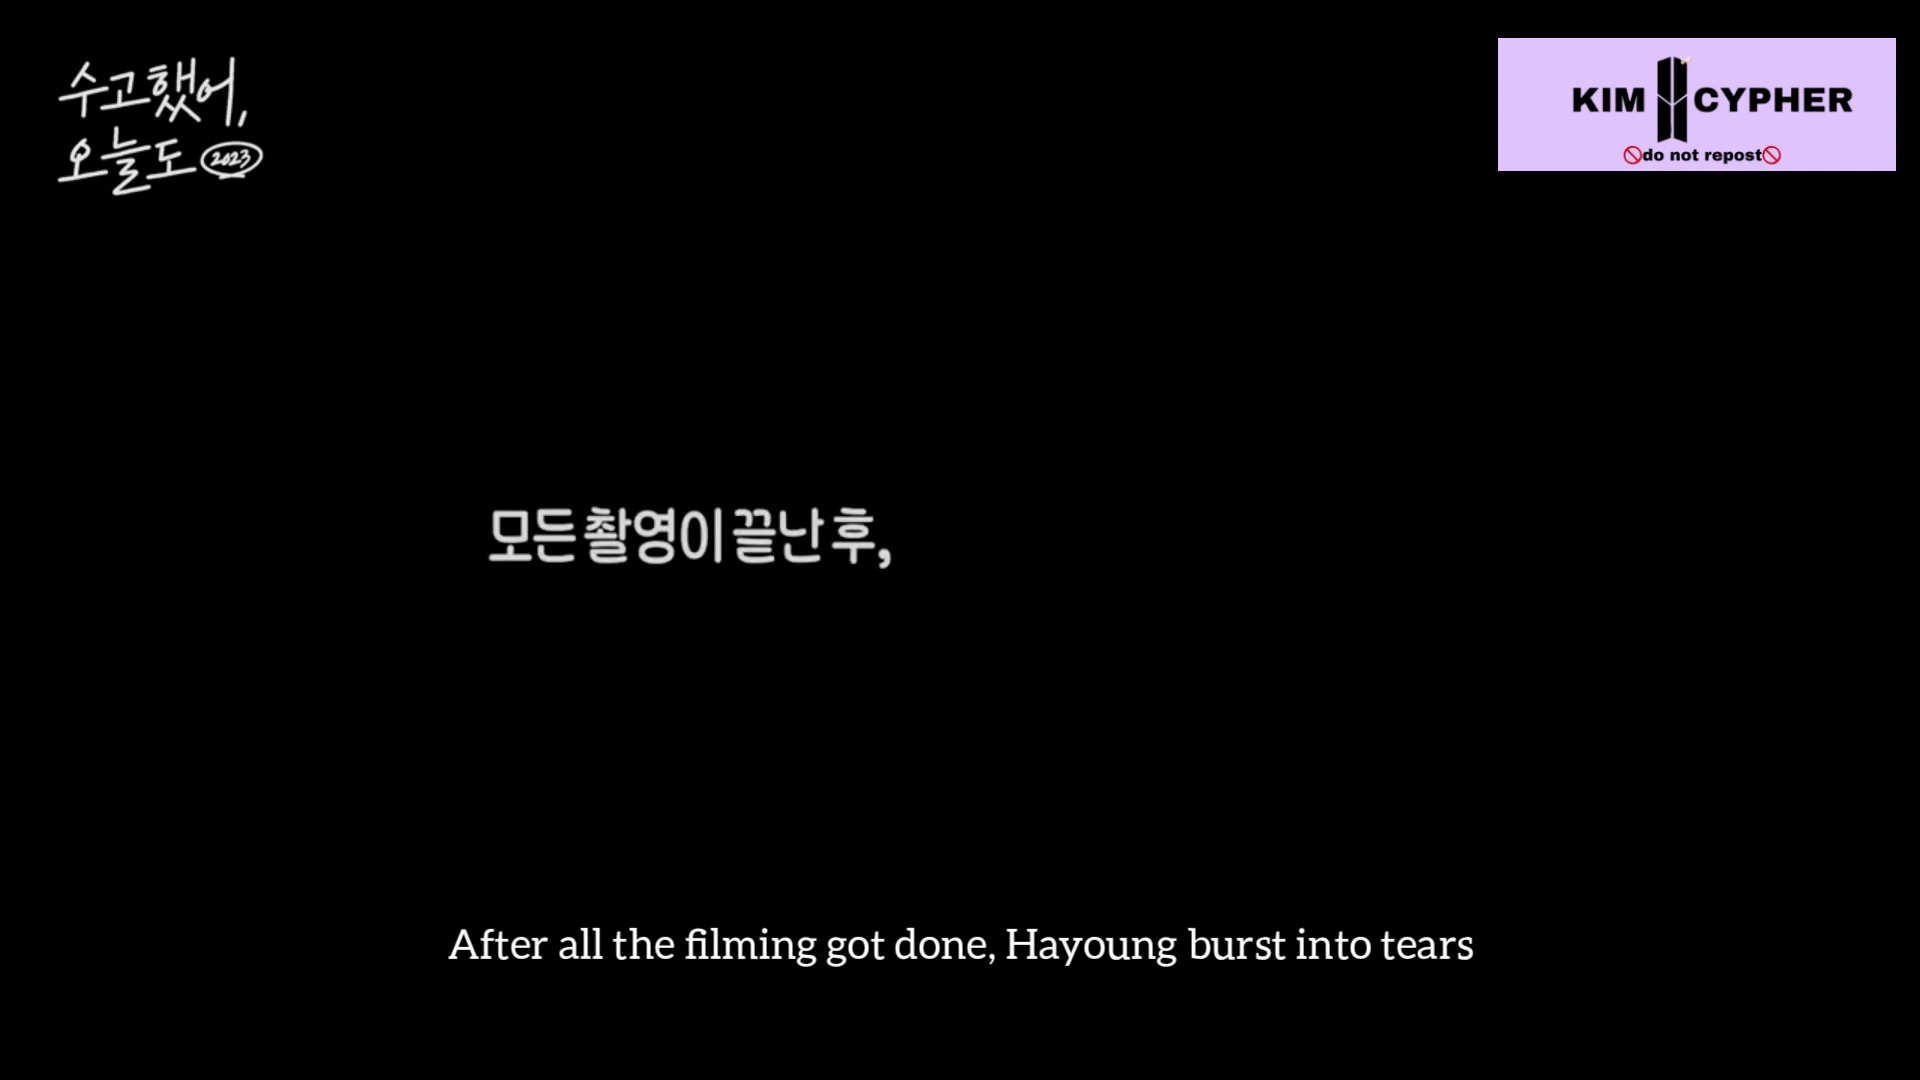 수고했어,
오늘도 2023
KIM CYPHER
🚫do not repost🚫
모든 촬영이 끝난 후,
After all the filming got done, Hayoung burst into tears